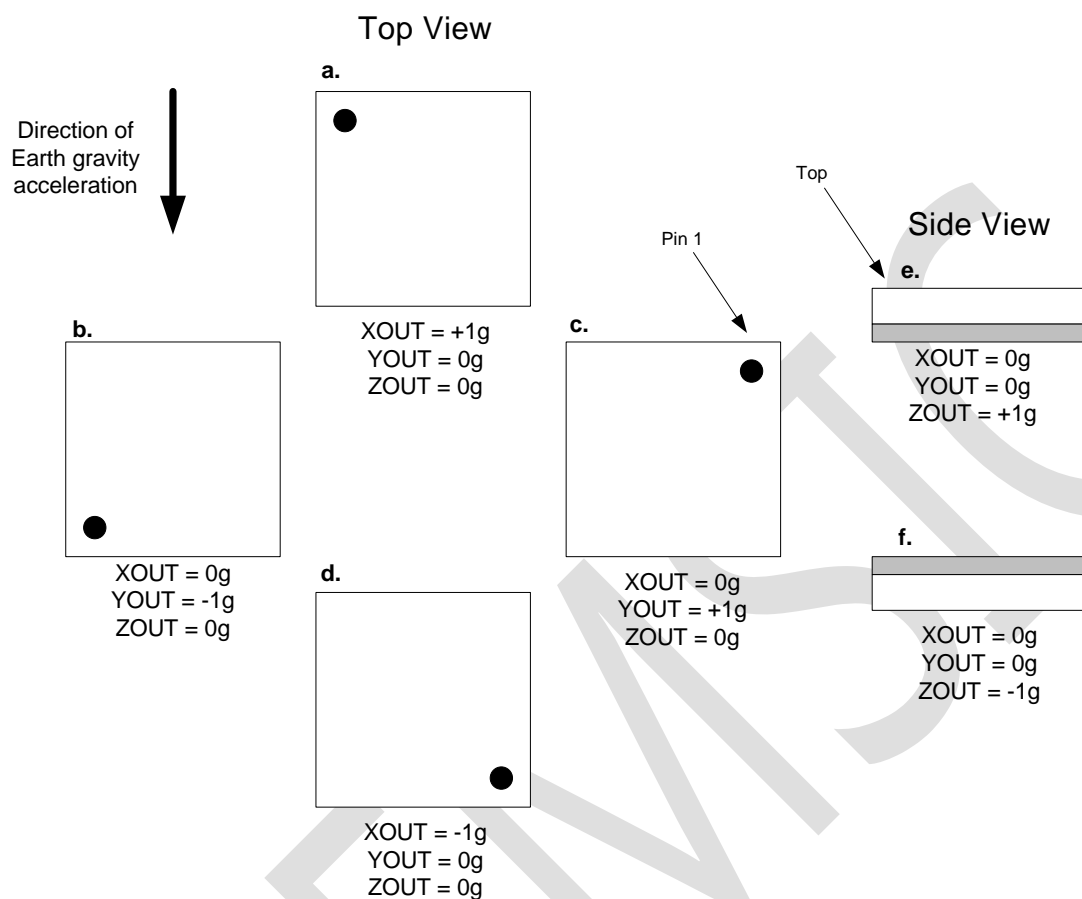 Top View
a.
Direction of
Earth gravity
acceleration
XOUT = +1g
YOUT = 0g
ZOUT = 0g
b.
XOUT = 0g
YOUT = -1g
ZOUT = 0g
Pin 1
c.
XOUT = 0g
YOUT = +1g
ZOUT = 0g
d.
XOUT = -1g
YOUT = 0g
ZOUT = 0g
Top
Side View
e.
XOUT = 0g
YOUT = 0g
ZOUT = +1g
f.
XOUT = 0g
YOUT = 0g
ZOUT = -1g